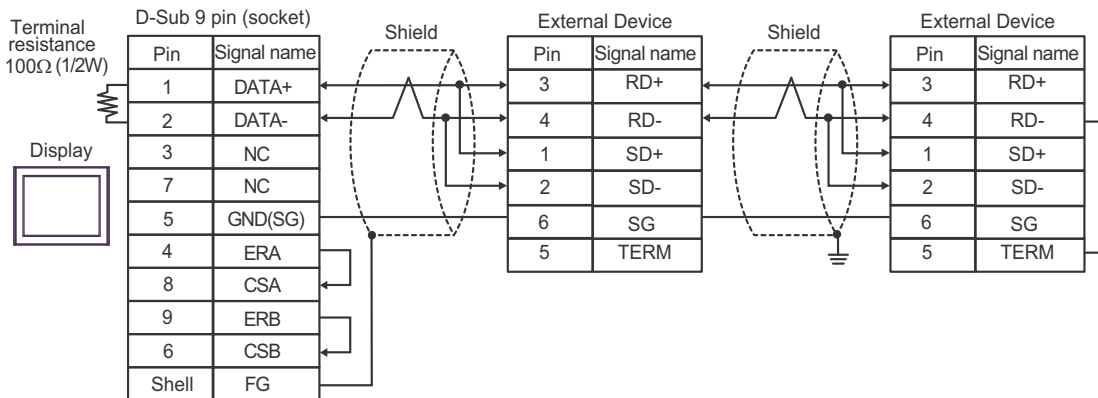 Terminal
resistance
100Ω (1/2W)
Display
D-Sub 9 pin (socket)
Pin Signal name
1 DATA+
2 DATA-
3 NC
7 NC
5 GND(SG)
4 ERA
8 CSA
9 ERB
6 CSB
Shell FG
Shield
External Device
Pin Signal name
3 RD+
4 RD-
1 SD+
2 SD-
6 SG
5 TERM
Shield
External Device
Pin Signal name
3 RD+
4 RD-
1 SD+
2 SD-
6 SG
5 TERM